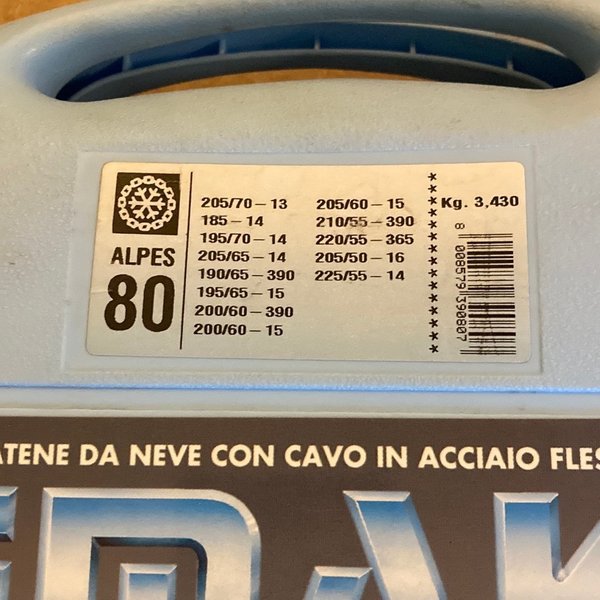 ALPES
80
205/70 – 13
185 – 14
195/70 – 14
205/65 – 14
190/65 – 390
195/65 – 15
200/60 – 390
200/60 – 15
205/60 – 15
210/55 – 390
220/55 – 365
205/50 – 16
225/55 – 14
Kg. 3,430
8 008579 390807
ATENE DA NEVE CON CAVO IN ACCIAIO FLES